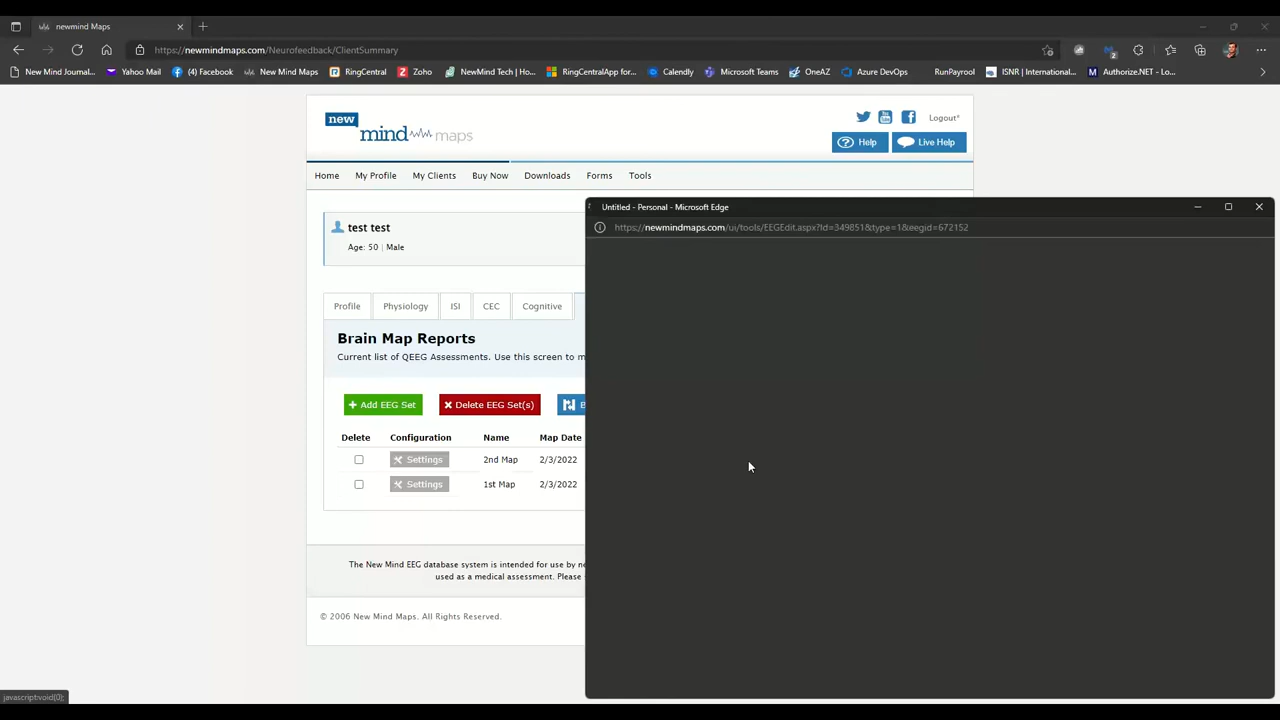 newmind Maps
https://newmindmaps.com/Neurofeedback/ClientSummary
2
New Mind Journal... Yahoo Mail (4) Facebook New Mind Maps RingCentral Zoho NewMind Tech | Ho... RingCentralApp for... Calendly Microsoft Teams OneAZ Azure DevOps RunPayrool ISNR | International... Authorize.NET - Lo...
new
mind maps
Logout^
Help Live Help
Home My Profile My Clients Buy Now Downloads Forms Tools
test test
Age: 50 | Male
Profile Physiology ISI CEC Cognitive
Brain Map Reports
Current list of QEEG Assessments. Use this screen to m
Add EEG Set Delete EEG Set(s) B
Delete Configuration Name Map Date
Settings 2nd Map 2/3/2022
Settings 1st Map 2/3/2022
The New Mind EEG database system is intended for use by ne
used as a medical assessment. Please
© 2006 New Mind Maps. All Rights Reserved.
Untitled - Personal - Microsoft Edge
https://newmindmaps.com/ui/tools/EEGEdit.aspx?Id=349851&type=1&eegid=672152
javascript:void(0);